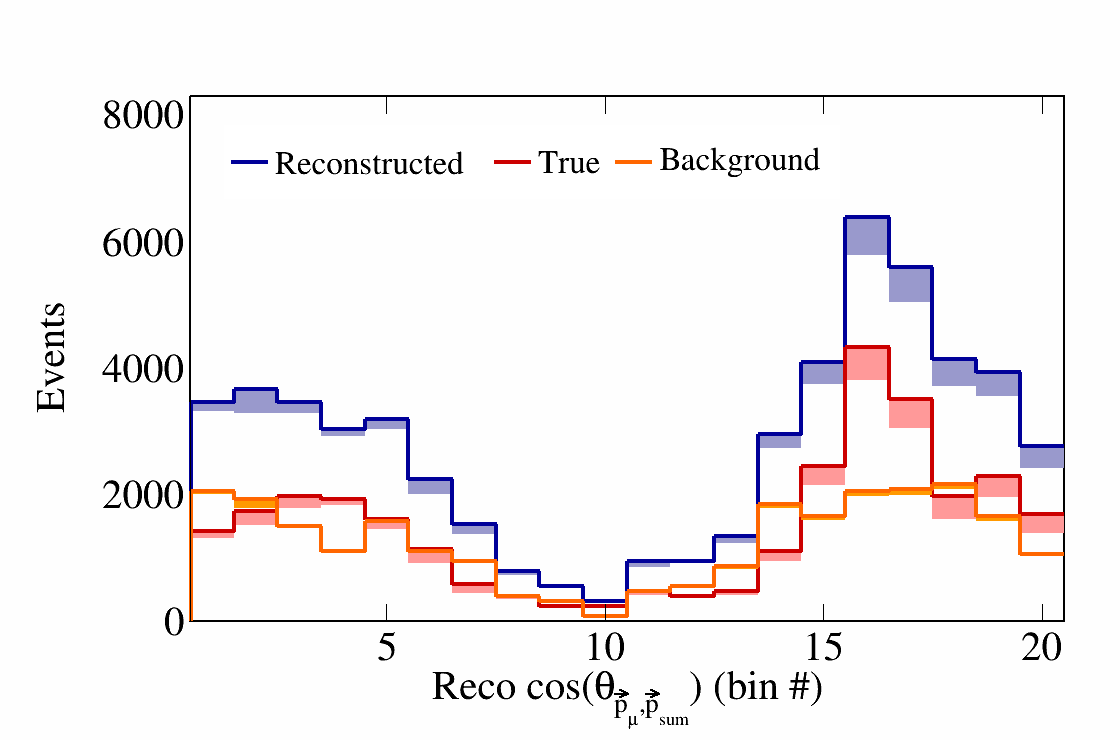 8000
Reconstructed True Background
6000
4000
2000
0
Events
5 10 15 20
Reco cos(θ p⃗μ,p⃗sum) (bin #)